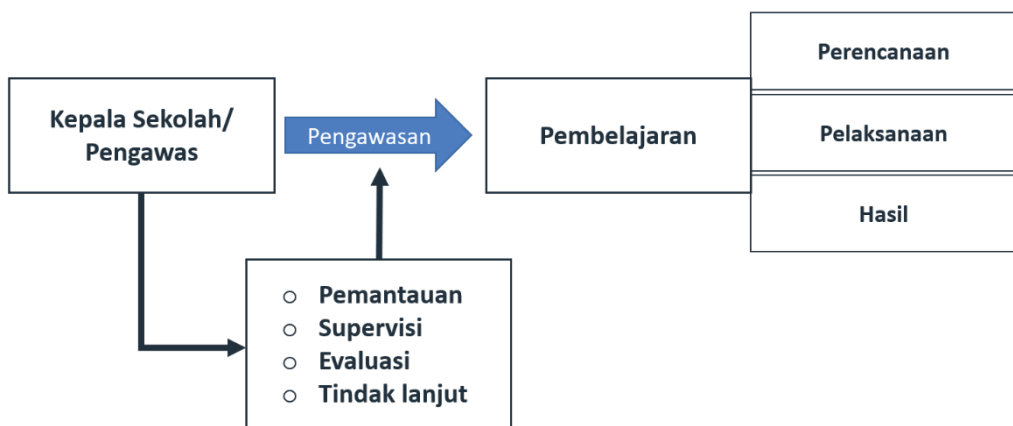 Kepala Sekolah/
Pengawas
Pengawasan
Pembelajaran
Perencanaan
Pelaksanaan
Hasil
o Pemantauan
o Supervisi
o Evaluasi
o Tindak lanjut